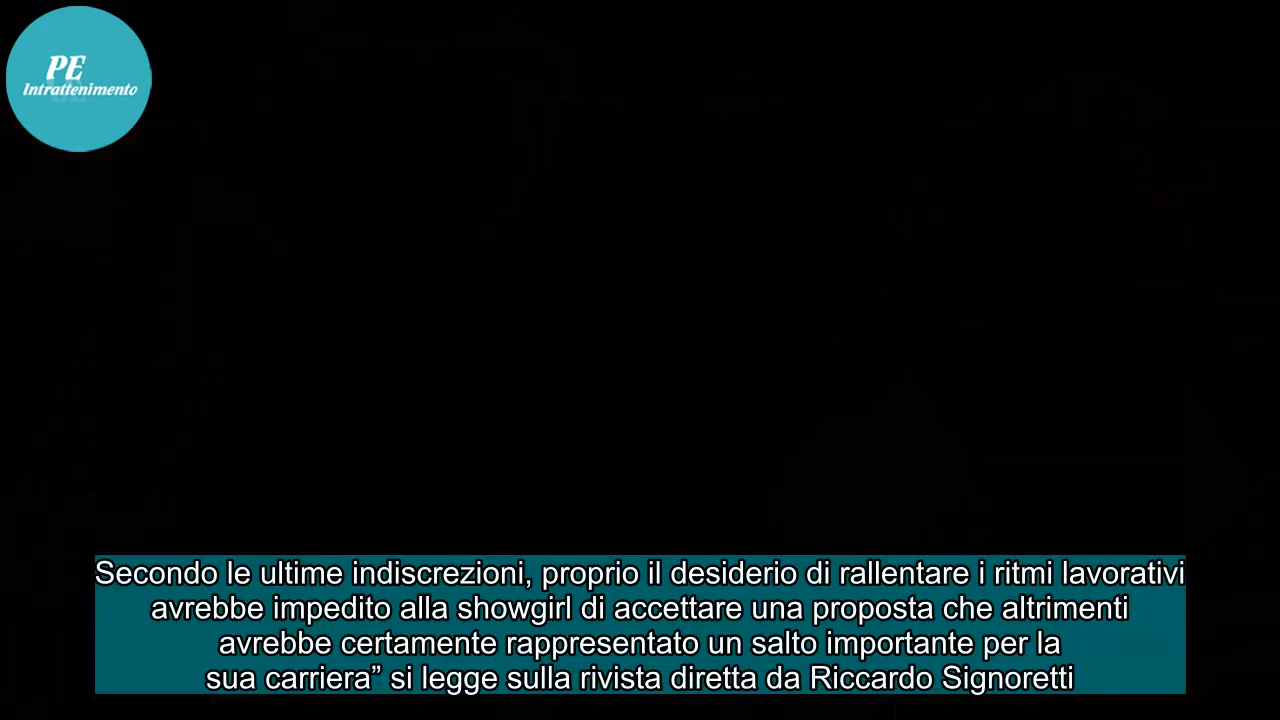 PE
Intrattenimento
Secondo le ultime indiscrezioni, proprio il desiderio di rallentare i ritmi lavorativi
avrebbe impedito alla showgirl di accettare una proposta che altrimenti
avrebbe certamente rappresentato un salto importante per la
sua carriera” si legge sulla rivista diretta da Riccardo Signoretti